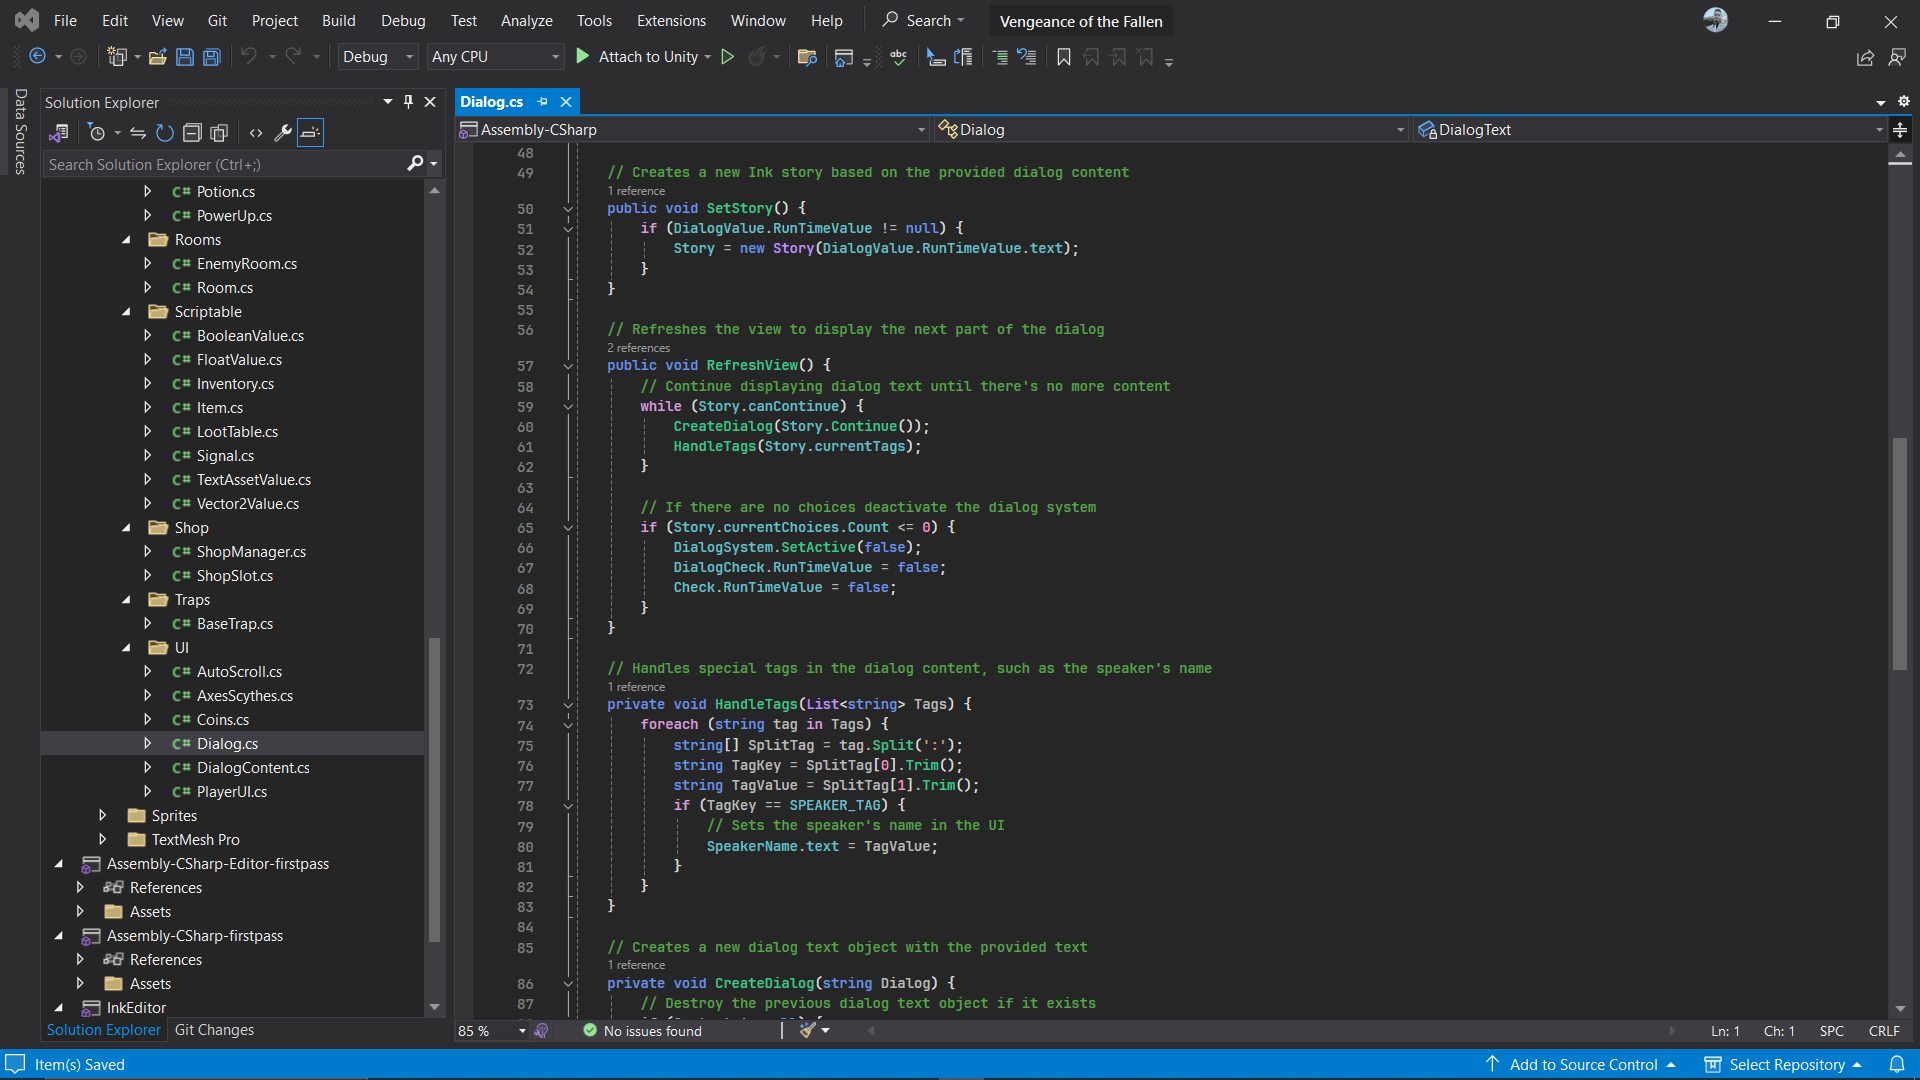 File Edit View Git Project Build Debug Test Analyze Tools Extensions Window Help Search Vengeance of the Fallen
Debug Any CPU Attach to Unity
Data Sources
Solution Explorer
Search Solution Explorer (Ctrl+;)
C# Potion.cs
C# PowerUp.cs
Rooms
C# EnemyRoom.cs
C# Room.cs
Scriptable
C# BooleanValue.cs
C# FloatValue.cs
C# Inventory.cs
C# Item.cs
C# LootTable.cs
C# Signal.cs
C# TextAssetValue.cs
C# Vector2Value.cs
Shop
C# ShopManager.cs
C# ShopSlot.cs
Traps
C# BaseTrap.cs
UI
C# AutoScroll.cs
C# AxesScythes.cs
C# Coins.cs
C# Dialog.cs
C# DialogContent.cs
C# PlayerUI.cs
Sprites
TextMesh Pro
Assembly-CSharp-Editor-firstpass
References
Assets
Assembly-CSharp-firstpass
References
Assets
InkEditor
Solution Explorer Git Changes
Dialog.cs
Assembly-CSharp Dialog DialogText
48
49 // Creates a new Ink story based on the provided dialog content
1 reference
50 public void SetStory() {
51 if (DialogValue.RunTimeValue != null) {
52 Story = new Story(DialogValue.RunTimeValue.text);
53 }
54 }
55
56 // Refreshes the view to display the next part of the dialog
2 references
57 public void RefreshView() {
58 // Continue displaying dialog text until there's no more content
59 while (Story.canContinue) {
60 CreateDialog(Story.Continue());
61 HandleTags(Story.currentTags);
62 }
63
64 // If there are no choices deactivate the dialog system
65 if (Story.currentChoices.Count <= 0) {
66 DialogSystem.SetActive(false);
67 DialogCheck.RunTimeValue = false;
68 Check.RunTimeValue = false;
69 }
70 }
71
72 // Handles special tags in the dialog content, such as the speaker's name
1 reference
73 private void HandleTags(List<string> Tags) {
74 foreach (string tag in Tags) {
75 string[] SplitTag = tag.Split(':');
76 string TagKey = SplitTag[0].Trim();
77 string TagValue = SplitTag[1].Trim();
78 if (TagKey == SPEAKER_TAG) {
79 // Sets the speaker's name in the UI
80 SpeakerName.text = TagValue;
81 }
82 }
83 }
84
85 // Creates a new dialog text object with the provided text
1 reference
86 private void CreateDialog(string Dialog) {
87 // Destroy the previous dialog text object if it exists
85 % No issues found Ln: 1 Ch: 1 SPC CRLF
Item(s) Saved Add to Source Control Select Repository